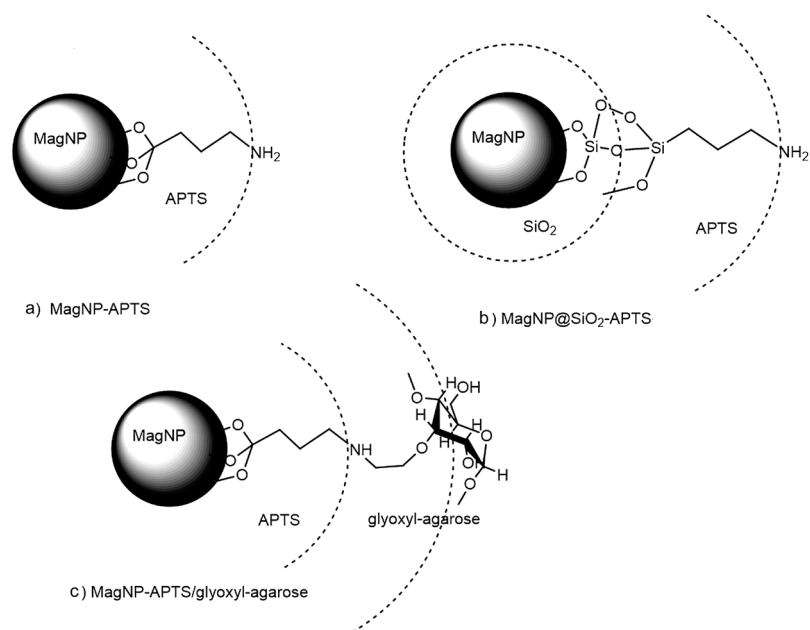 MagNP
O
O
O
NH2
APTS
a) MagNP-APTS
MagNP
O
O
Si
O
O
O
Si
O
NH2
SiO2
APTS
b) MagNP@SiO2-APTS
MagNP
O
O
O
NH
APTS
O
O
H
OH
H
H
H
OH
O
H
O
glyoxyl-agarose
c) MagNP-APTS/glyoxyl-agarose